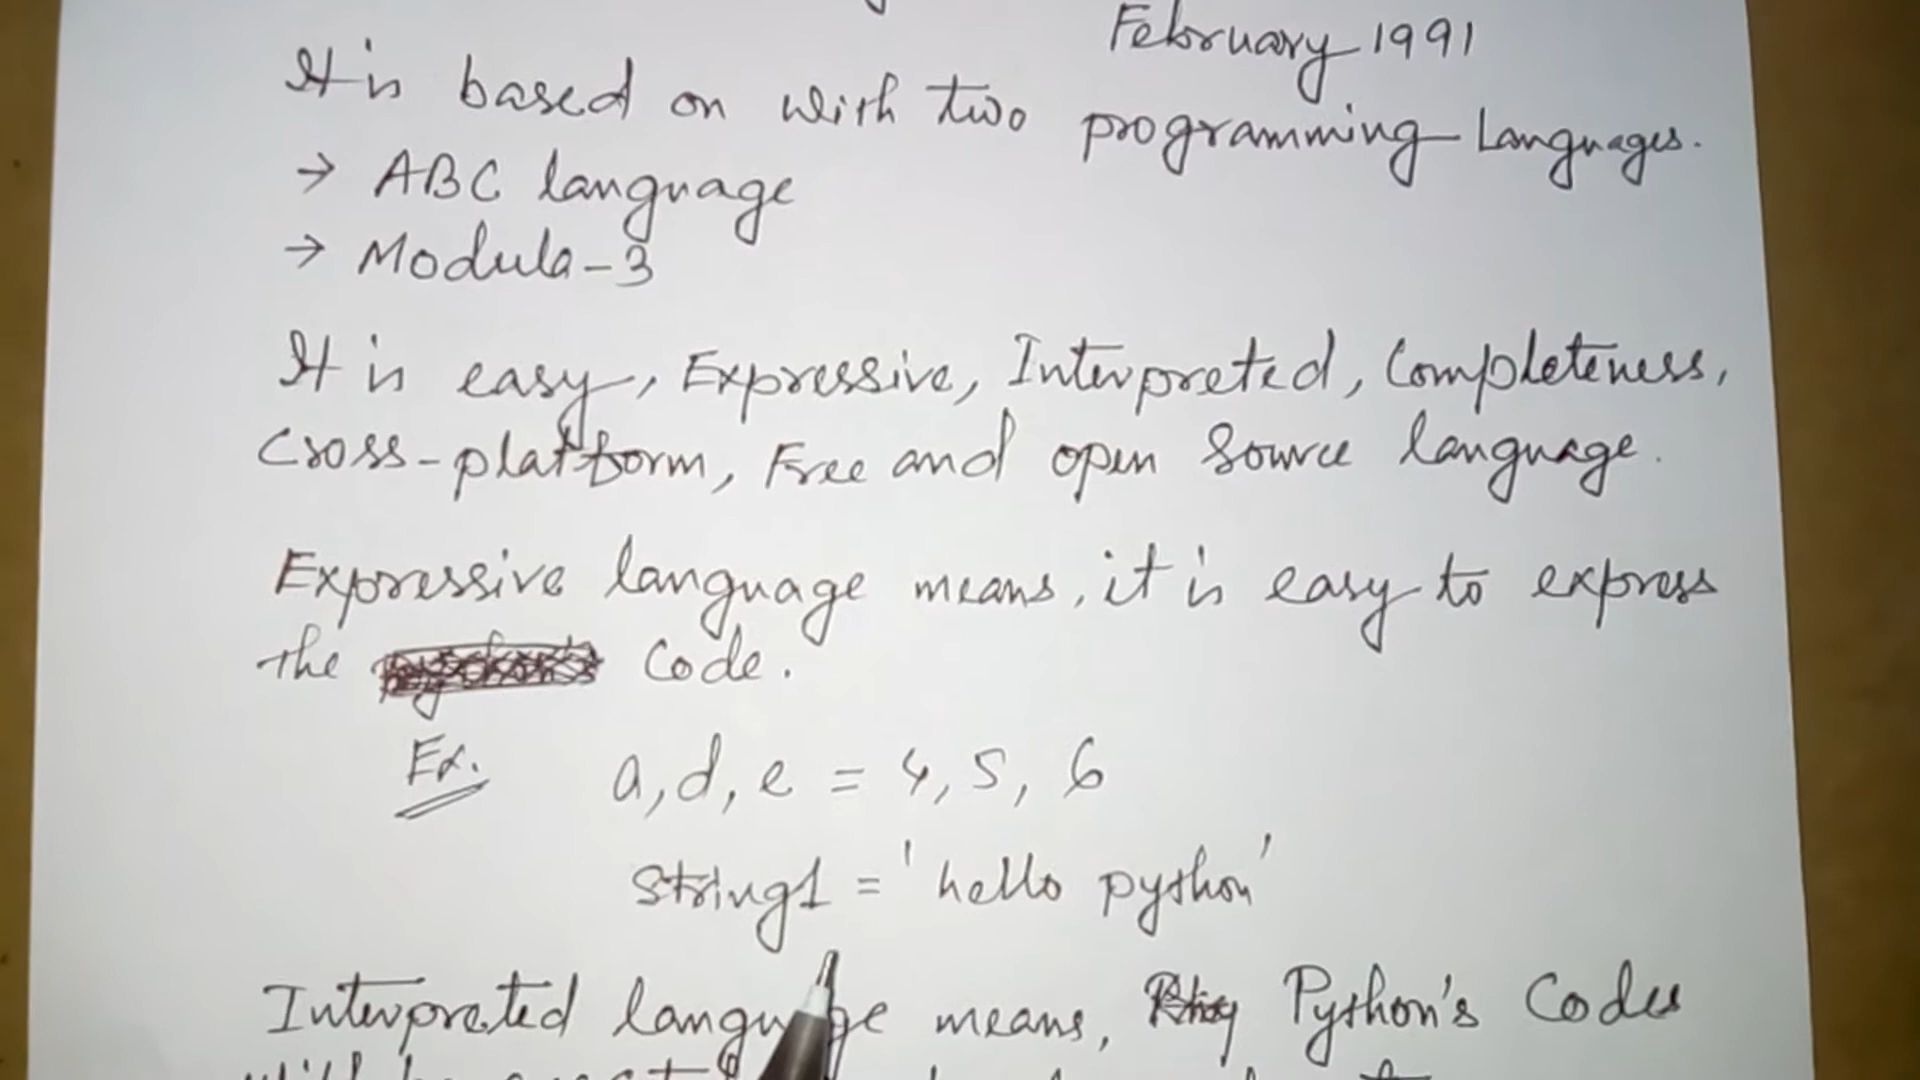 February 1991
It is based on with two programming Languages.
→ ABC language
→ Modula-3
It is easy, Expressive, Interpreted, Completeness,
Cross-platform, Free and open source language.
Expressive language means, it is easy to express
the Code.
Ex. a, d, e = 4, 5, 6
string1 = 'hello python'
Interpreted language means, Python's Codes